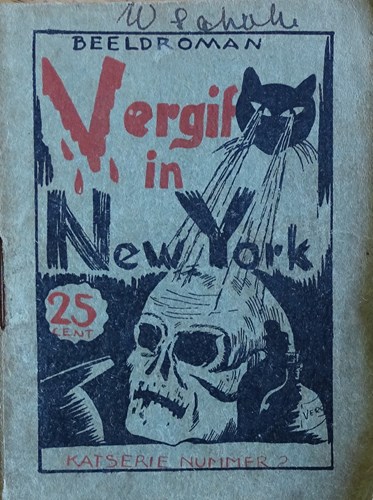 BEELDROMAN
Vergif
in
New York
25
CENT
KATSERIE NUMMER 2